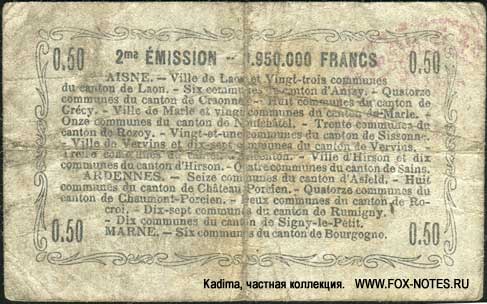 0.50 2me ÉMISSION - .950.000 FRANCS 0.50
AISNE. - Ville de Laon et Vingt-trois communes
du canton de Laon. - Six communes du canton d'Anizy. - Quatorze
communes du canton de Craonne. - Huit communes du canton de
Crécy. - Ville de Marle et vingt communes du canton de Marle. -
Onze communes du canton de Neufchâtel. - Trente communes du
canton de Rozoy. - Vingt-et-une communes du canton de Sissonne-
- Ville de Vervins et dix-sept communes du canton de Vervins. -
communes du canton - Ville d'Hirson et dix
communes du canton d'Hirson. - communes du canton de Sains.
ARDENNES. - Seize communes du canton d'Asfeld. - Huit
communes du canton de Château-Porcien. - Quatorze communes du
canton de Chaumont-Porcien. - Deux communes du canton de Ro-
croi. - Dix-sept communes du canton de Rumigny.
- Dix communes du canton de Signy-le-Petit.
0.50 MARNE. - Six communes du canton de Bourgogne. 0.50
Kadima, частная коллекция. WWW.FOX-NOTES.RU